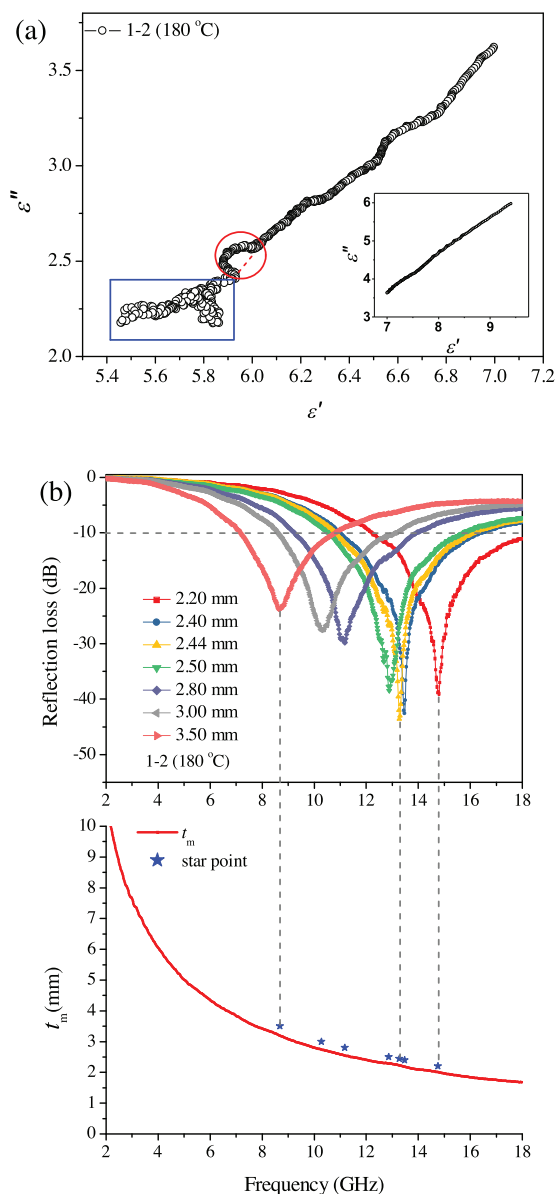 (a)
1-2 (180 °C)
3.5
3.0
2.5
2.0
ε''
6
5
4
3
ε''
7 8 9
ε'
5.4 5.6 5.8 6.0 6.2 6.4 6.6 6.8 7.0 7.2
ε'
(b)
0
-10
-20
-30
-40
-50
Reflection loss (dB)
2.20 mm
2.40 mm
2.44 mm
2.50 mm
2.80 mm
3.00 mm
3.50 mm
1-2 (180 °C)
2 4 6 8 10 12 14 16 18
10
9
8
7
6
5
4
3
2
1
0
tm(mm)
tm
star point
2 4 6 8 10 12 14 16 18
Frequency (GHz)